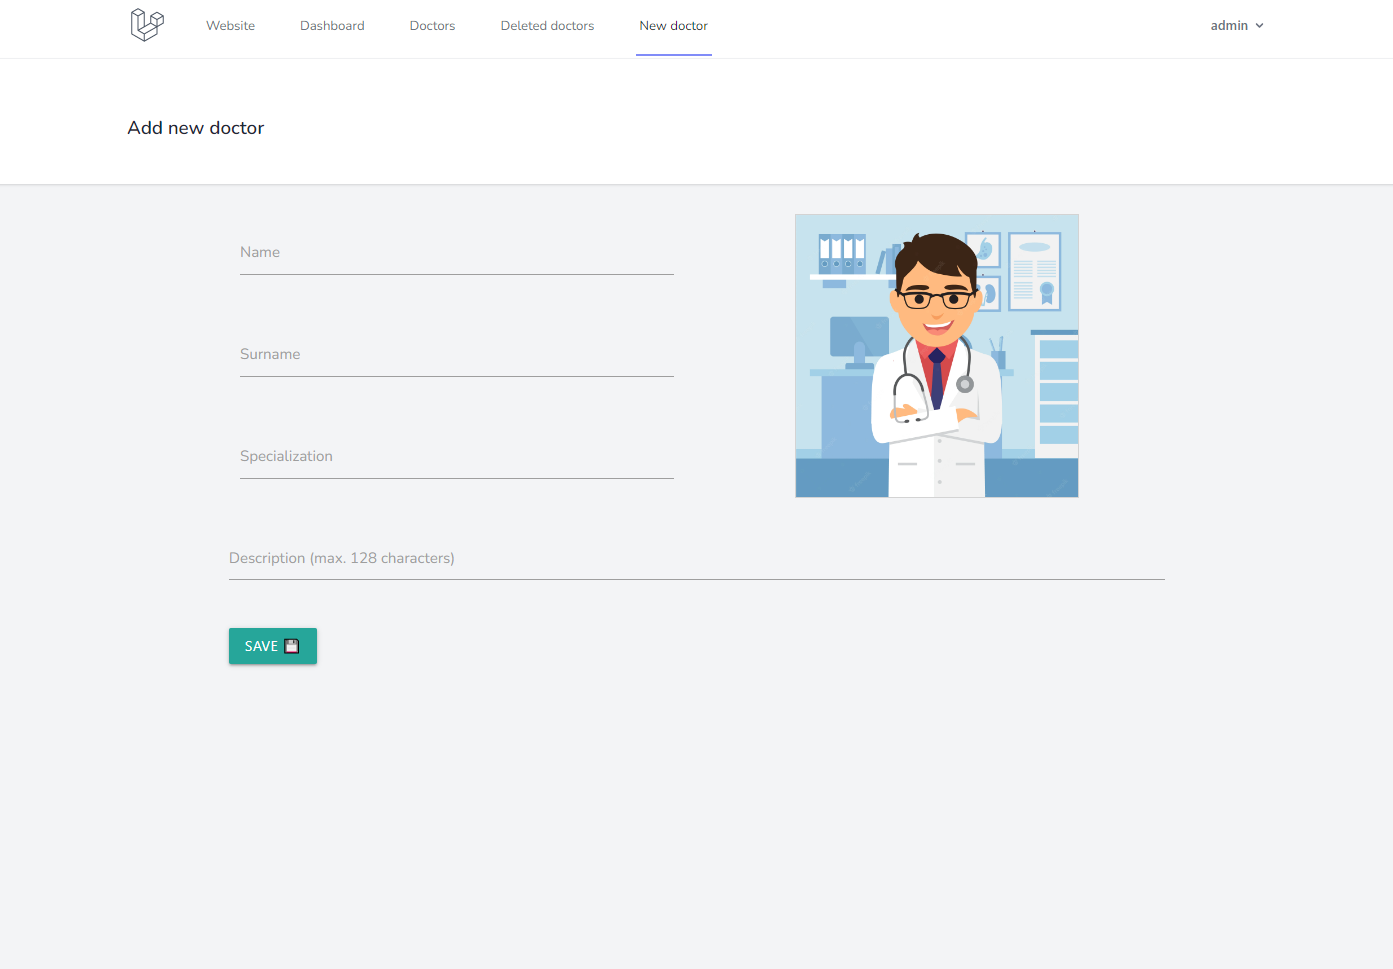 Website Dashboard Doctors Deleted doctors New doctor admin
Add new doctor
Name
Surname
Specialization
Description (max. 128 characters)
SAVE 💾